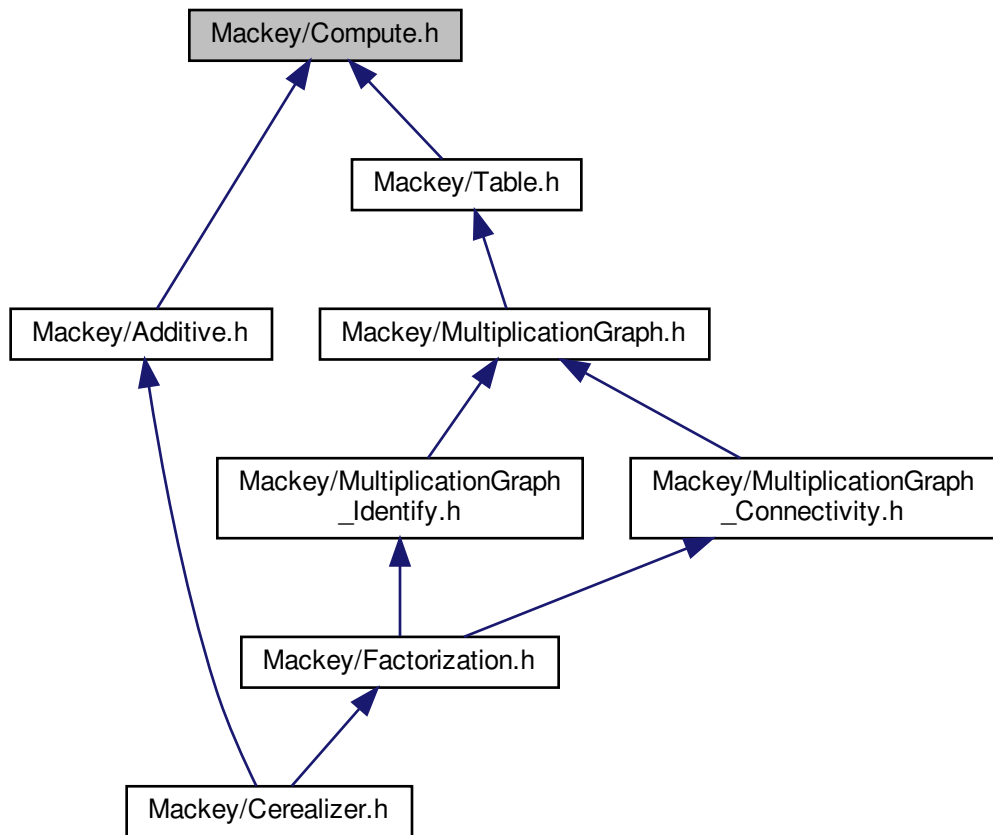 Mackey/Compute.h
Mackey/Table.h
Mackey/Additive.h
Mackey/MultiplicationGraph.h
Mackey/MultiplicationGraph
_Identify.h
Mackey/MultiplicationGraph
_Connectivity.h
Mackey/Factorization.h
Mackey/Cerealizer.h